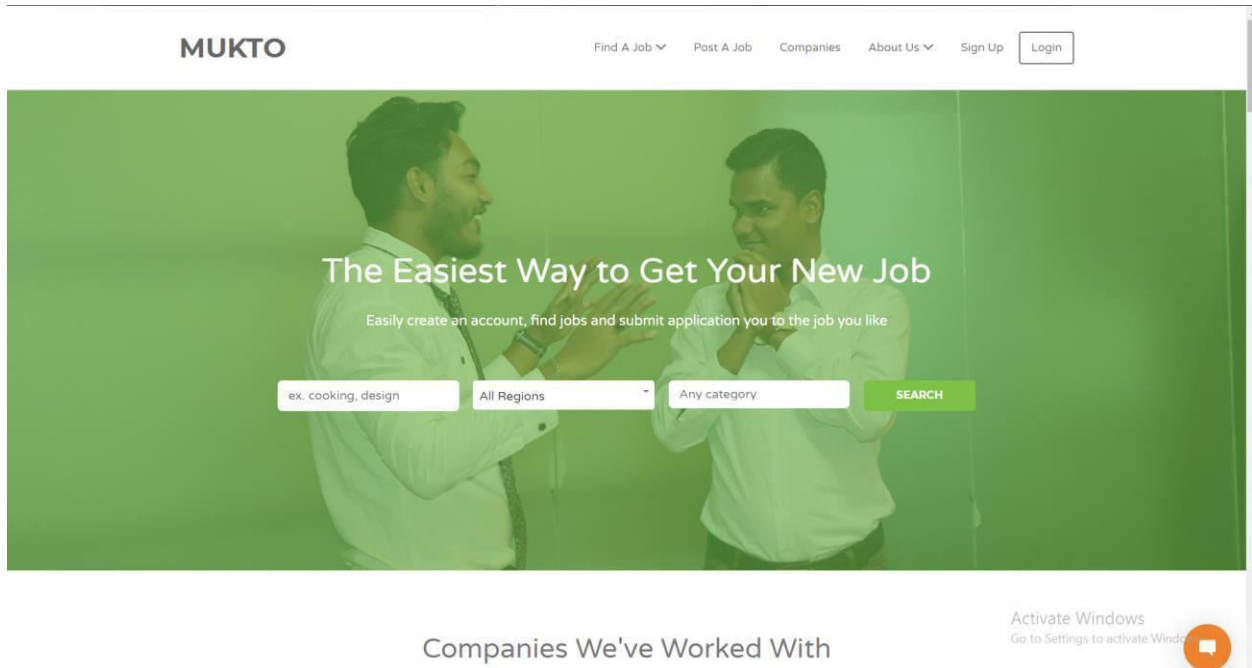 MUKTO
Find A Job
Post A Job
Companies
About Us
Sign Up
Login
The Easiest Way to Get Your New Job
Easily create an account, find jobs and submit application you to the job you like
ex. cooking, design
All Regions
Any category
SEARCH
Companies We've Worked With
Activate Windows
Go to Settings to activate